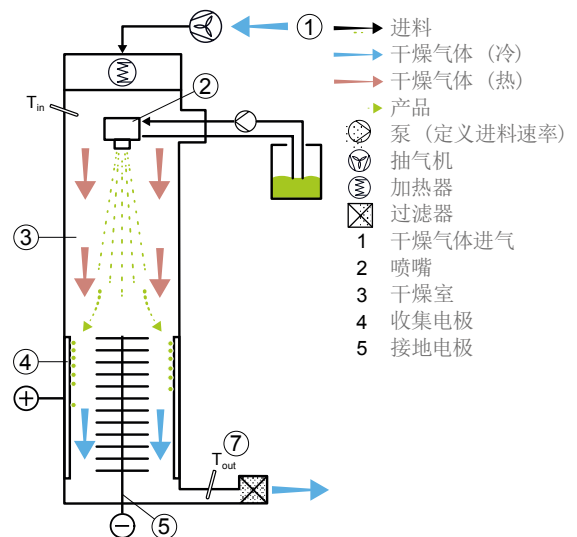 1
进料
干燥气体（冷）
干燥气体（热）
产品
泵（定义进料速率）
抽气机
加热器
过滤器
1 干燥气体进气
2 喷嘴
3 干燥室
4 收集电极
5 接地电极
T in
2
3
4
7
T out
5